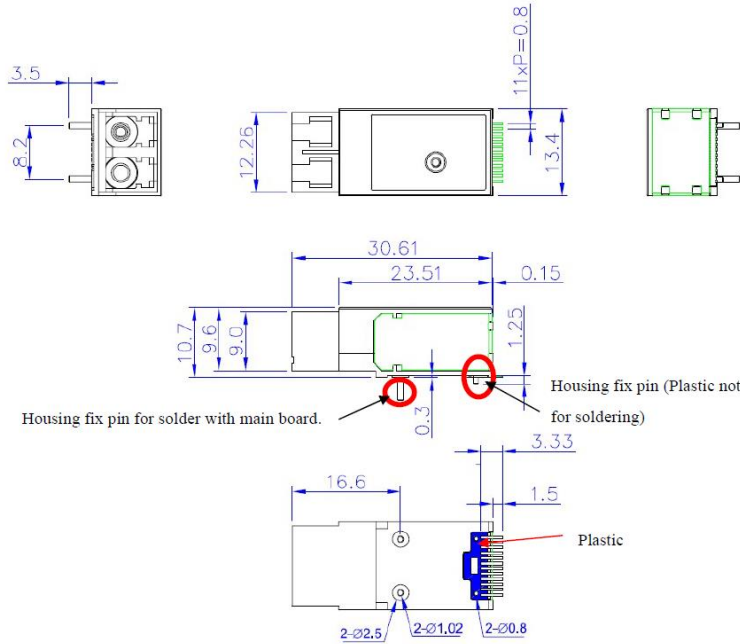 3.5
8.2
12.26
11xP=0.8
13.4
30.61
23.51
0.15
10.7
9.6
9.0
1.25
0.3
Housing fix pin for solder with main board.
Housing fix pin (Plastic not
for soldering)
3.33
16.6
1.5
Plastic
2-Ø2.5
2-Ø1.02
2-Ø0.8